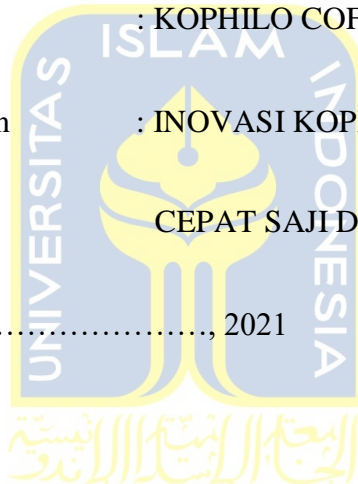 : KOPHILO COF
ISLAM
: INOVASI KOP
CEPAT SAJI D
…………………, 2021
UNIVERSITAS
INDONESIA